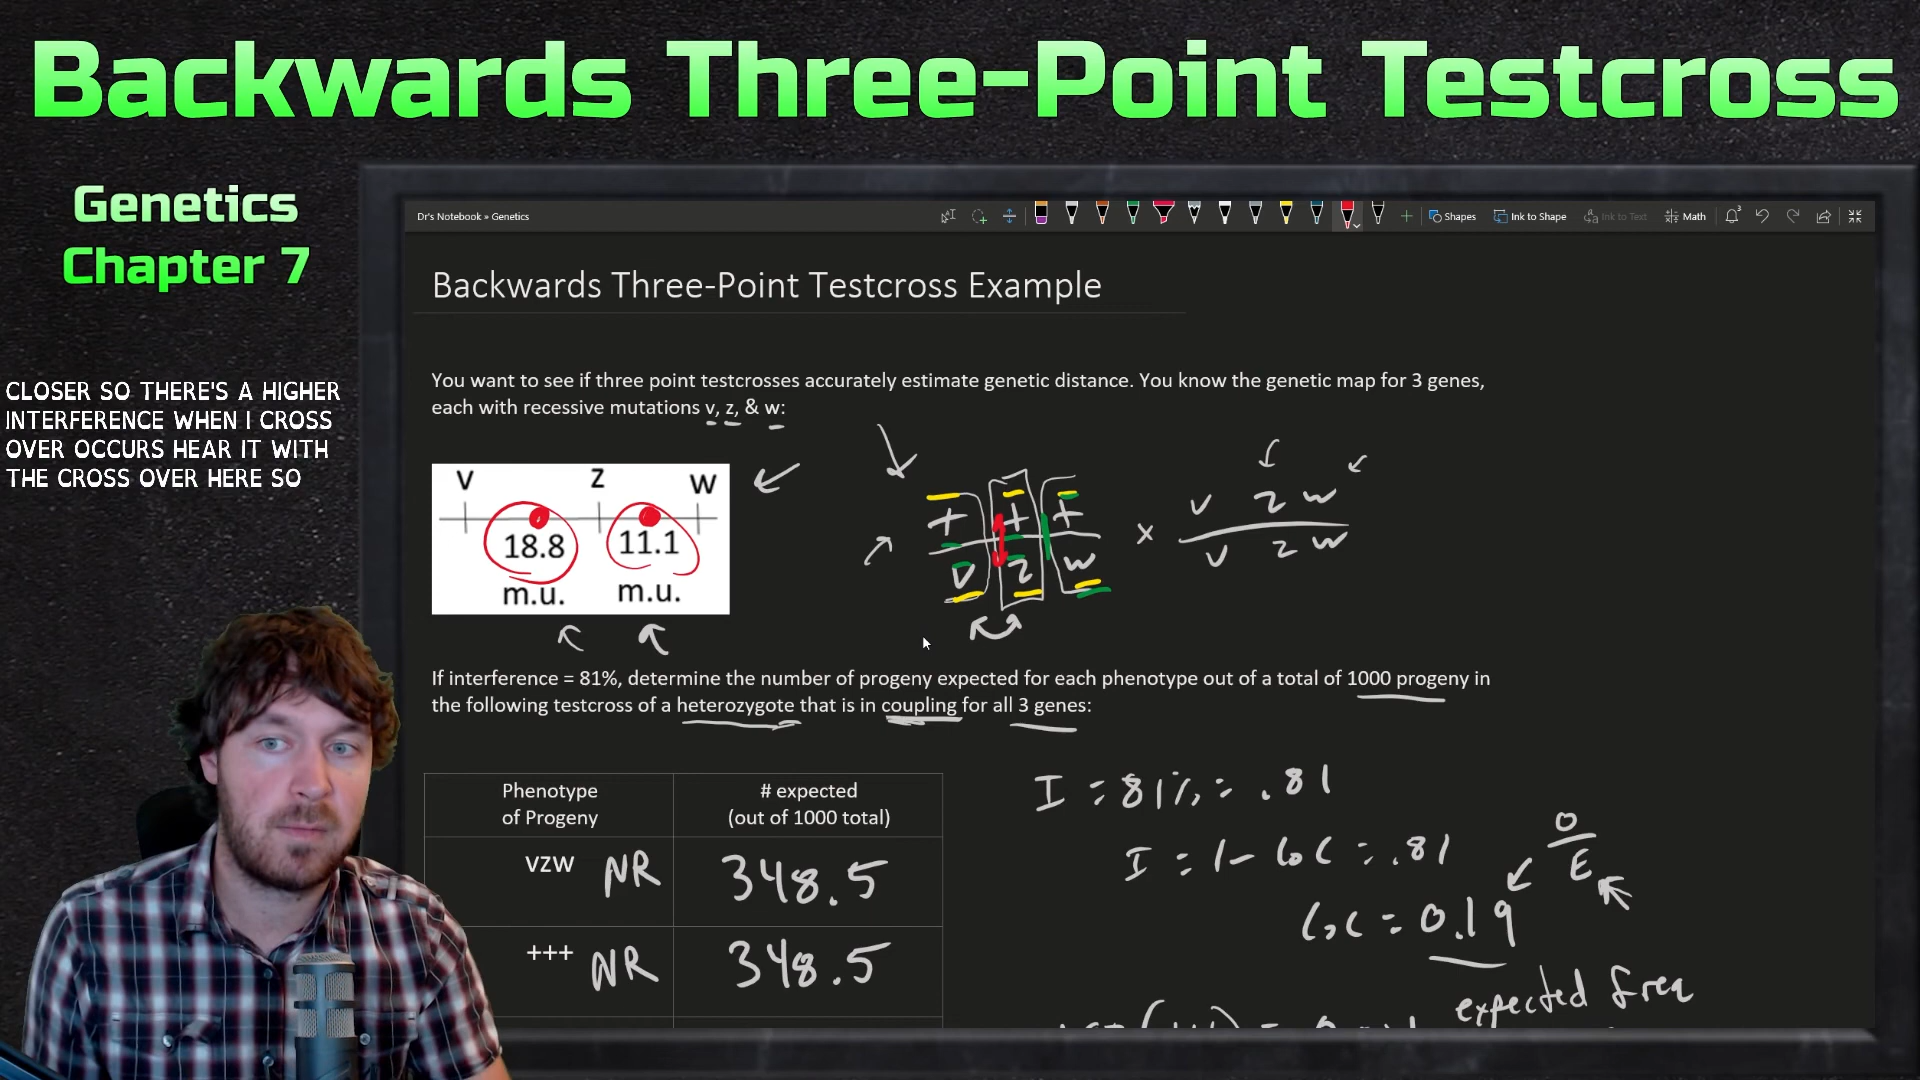 Backwards Three-Point Testcross
Genetics
Chapter 7
CLOSER SO THERE'S A HIGHER
INTERFERENCE WHEN I CROSS
OVER OCCURS HEAR IT WITH
THE CROSS OVER HERE SO
Dr's Notebook » Genetics
Shapes
Ink to Shape
Ink to Text
Math
3
Backwards Three-Point Testcross Example
You want to see if three point testcrosses accurately estimate genetic distance. You know the genetic map for 3 genes,
each with recessive mutations v, z, & w:
V Z W
18.8 11.1
m.u. m.u.
+ + +
v z w
×
v z w
v z w
If interference = 81%, determine the number of progeny expected for each phenotype out of a total of 1000 progeny in
the following testcross of a heterozygote that is in coupling for all 3 genes:
Phenotype
of Progeny
# expected
(out of 1000 total)
vzw NR 348.5
+++ NR 348.5
I = 81% = .81
I = 1 - CoC = .81
O
E
CoC = 0.19
expected freq